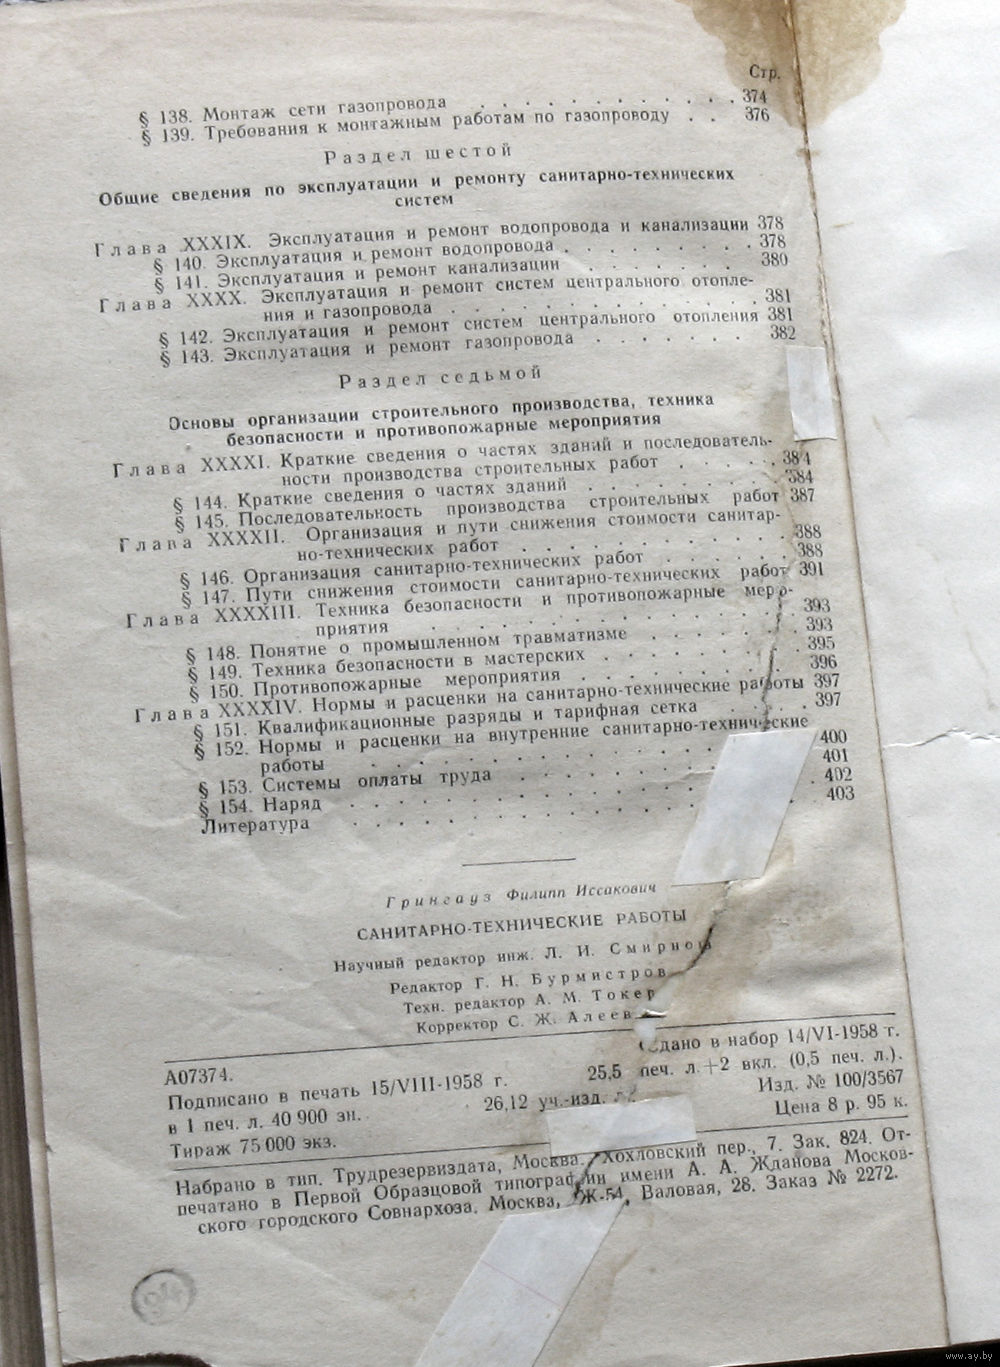 Стр.
§ 138. Монтаж сети газопровода . . . . . . . . . . . 374
§ 139. Требования к монтажным работам по газопроводу . . 376
Раздел шестой
Общие сведения по эксплуатации и ремонту санитарно-технических
систем
Глава XXXIX. Эксплуатация и ремонт водопровода и канализации 378
§ 140. Эксплуатация и ремонт водопровода . . . . . . . . 378
§ 141. Эксплуатация и ремонт канализации . . . . . . . 380
Глава XXXX. Эксплуатация и ремонт систем центрального отопле-
ния и газопровода . . . . . . . . . . . . . 381
§ 142. Эксплуатация и ремонт систем центрального отопления 381
§ 143. Эксплуатация и ремонт газопровода . . . . . . . 382
Раздел седьмой
Основы организации строительного производства, техника
безопасности и противопожарные мероприятия
Глава XXXXI. Краткие сведения о частях зданий и последователь-
ности производства строительных работ . . . . . 384
§ 144. Краткие сведения о частях зданий . . . . . . . . 384
§ 145. Последовательность производства строительных работ 387
Глава XXXXII. Организация и пути снижения стоимости санитар-
но-технических работ . . . . . . . . . . . . 388
§ 146. Организация санитарно-технических работ . . . . . . 388
§ 147. Пути снижения стоимости санитарно-технических работ 391
Глава XXXXIII. Техника безопасности и противопожарные меро-
приятия . . . . . . . . . . . . . . . . 393
§ 148. Понятие о промышленном травматизме . . . . . . . 393
§ 149. Техника безопасности в мастерских . . . . . . . . 395
§ 150. Противопожарные мероприятия . . . . . . . . . 396
Глава XXXXIV. Нормы и расценки на санитарно-технические работы 397
§ 151. Квалификационные разряды и тарифная сетка . . . . 397
§ 152. Нормы и расценки на внутренние санитарно-технические
работы . . . . . . . . . . . . . . . 400
§ 153. Системы оплаты труда . . . . . . . . . 401
§ 154. Наряд . . . . . . . . . . . . . . . 402
Литература . . . . . . . . . . . . . . . 403
Грингауз Филипп Иссакович
САНИТАРНО-ТЕХНИЧЕСКИЕ РАБОТЫ
Научный редактор инж. Л. И. Смирнов
Редактор Г. Н. Бурмистров
Техн. редактор А. М. Токер
Корректор С. Ж. Алеев
А07374. Сдано в набор 14/VI-1958 г.
Подписано в печать 15/VIII-1958 г. 25,5 печ. л.+2 вкл. (0,5 печ. л.).
в 1 печ. л. 40 900 зн. 26,12 уч.-изд. Изд. № 100/3567
Тираж 75 000 экз. Цена 8 р. 95 к.
Набрано в тип. Трудрезервиздата, Москва. Хохловский пер., 7. Зак. 824. От-
печатано в Первой Образцовой типографии имени А. А. Жданова Москов-
ского городского Совнархоза. Москва, Ж-54, Валовая, 28. Заказ № 2272.
94
www.ay.by